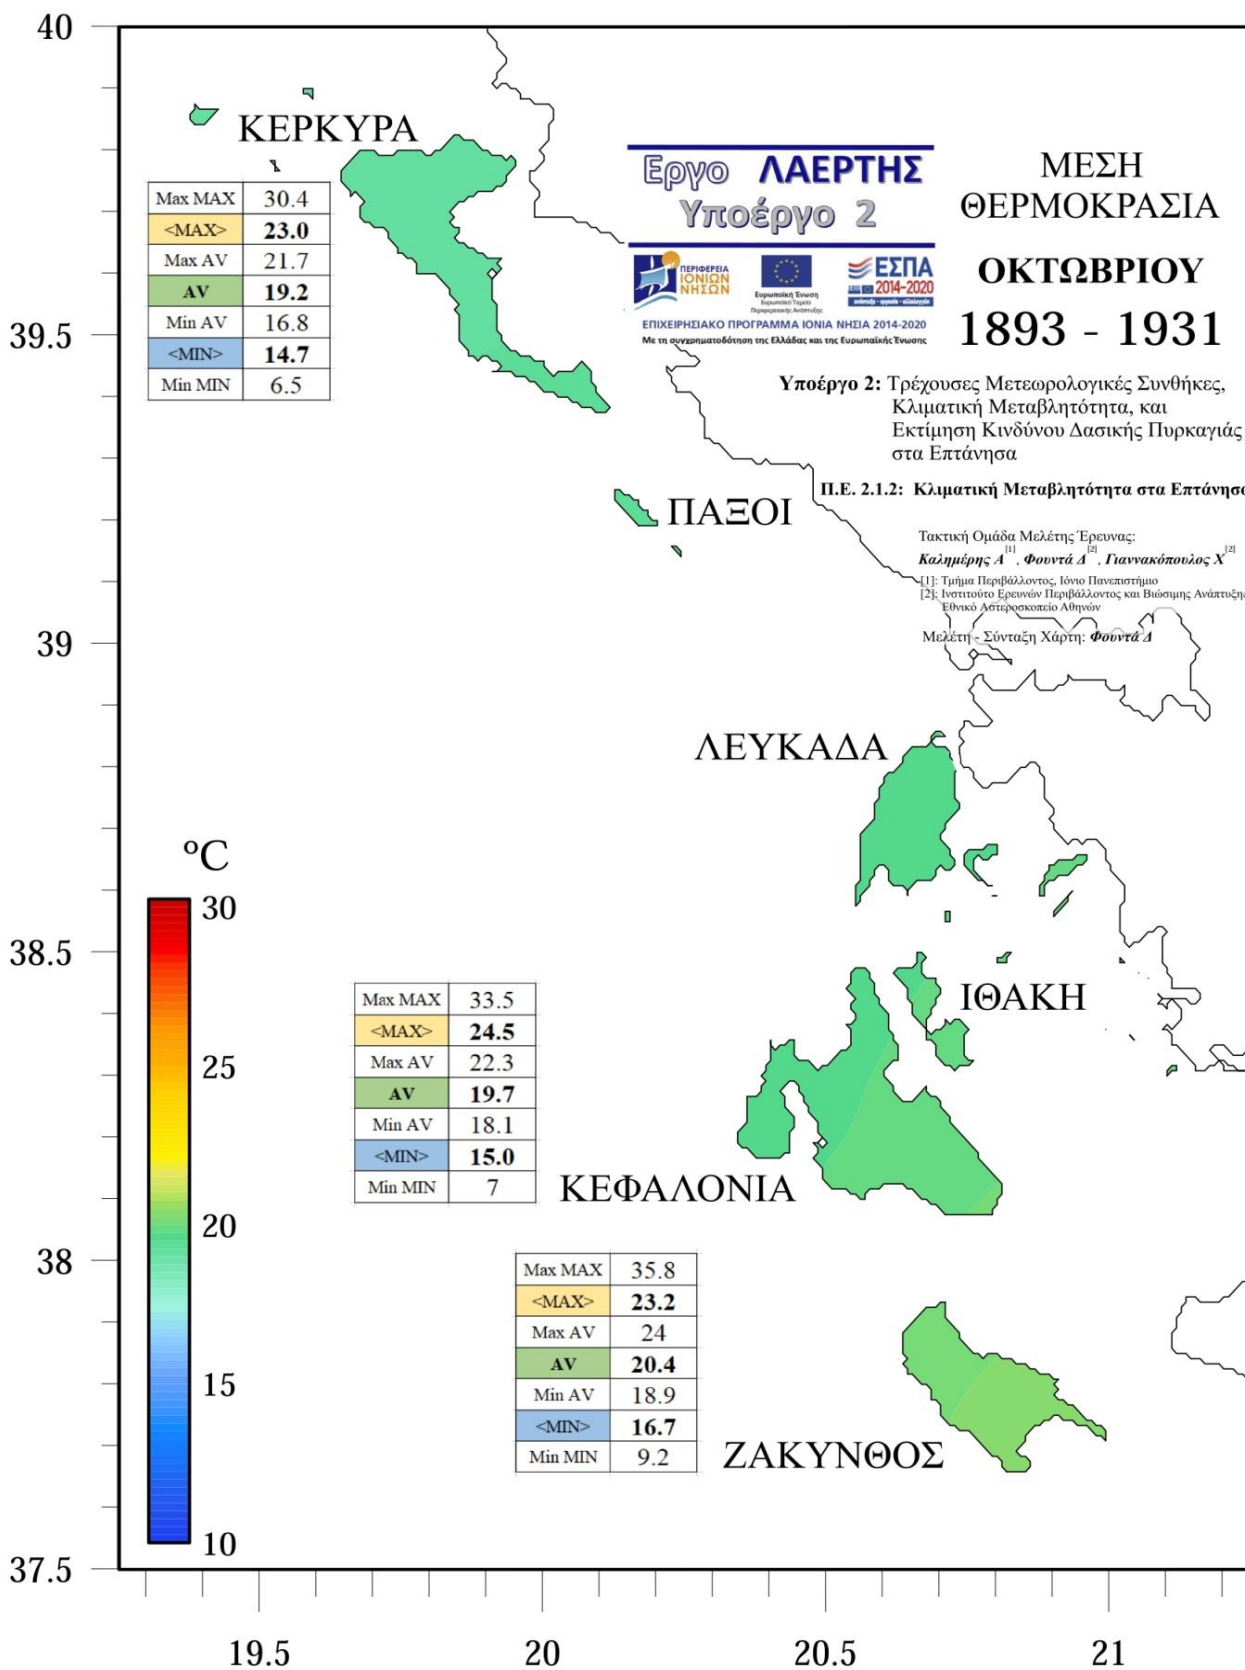 40
ΚΕΡΚΥΡΑ
Max MAX 30.4
<MAX> 23.0
Max AV 21.7
AV 19.2
Min AV 16.8
<MIN> 14.7
Min MIN 6.5
Εργο ΛΑΕΡΤΗΣ
Υποέργο 2
ΠΕΡΙΦΕΡΕΙΑ
ΙΟΝΙΩΝ
ΝΗΣΩΝ
Ευρωπαϊκή Ένωση
Ευρωπαϊκό Ταμείο
Περιφερειακής Ανάπτυξης
ΕΣΠΑ
2014-2020
ανάπτυξη - εργασία - αλληλεγγύη
ΕΠΙΧΕΙΡΗΣΙΑΚΟ ΠΡΟΓΡΑΜΜΑ ΙΟΝΙΑ ΝΗΣΙΑ 2014-2020
Με τη συγχρηματοδότηση της Ελλάδας και της Ευρωπαϊκής Ένωσης
ΜΕΣΗ
ΘΕΡΜΟΚΡΑΣΙΑ
ΟΚΤΩΒΡΙΟΥ
1893 - 1931
39.5
Υποέργο 2: Τρέχουσες Μετεωρολογικές Συνθήκες,
Κλιματική Μεταβλητότητα, και
Εκτίμηση Κινδύνου Δασικής Πυρκαγιάς
στα Επτάνησα
Π.Ε. 2.1.2: Κλιματική Μεταβλητότητα στα Επτάνησα
ΠΑΞΟΙ
Τακτική Ομάδα Μελέτης Έρευνας:
Καλημέρης Α[1], Φουντά Δ[2], Γιαννακόπουλος Χ[2]
[1]: Τμήμα Περιβάλλοντος, Ιόνιο Πανεπιστήμιο
[2]: Ινστιτούτο Ερευνών Περιβάλλοντος και Βιώσιμης Ανάπτυξης
Εθνικό Αστεροσκοπείο Αθηνών
Μελέτη - Σύνταξη Χάρτη: Φουντά Δ
39
ΛΕΥΚΑΔΑ
°C
30
25
20
15
10
38.5
ΙΘΑΚΗ
Max MAX 33.5
<MAX> 24.5
Max AV 22.3
AV 19.7
Min AV 18.1
<MIN> 15.0
Min MIN 7
ΚΕΦΑΛΟΝΙΑ
38
Max MAX 35.8
<MAX> 23.2
Max AV 24
AV 20.4
Min AV 18.9
<MIN> 16.7
Min MIN 9.2
ΖΑΚΥΝΘΟΣ
37.5
19.5 20 20.5 21